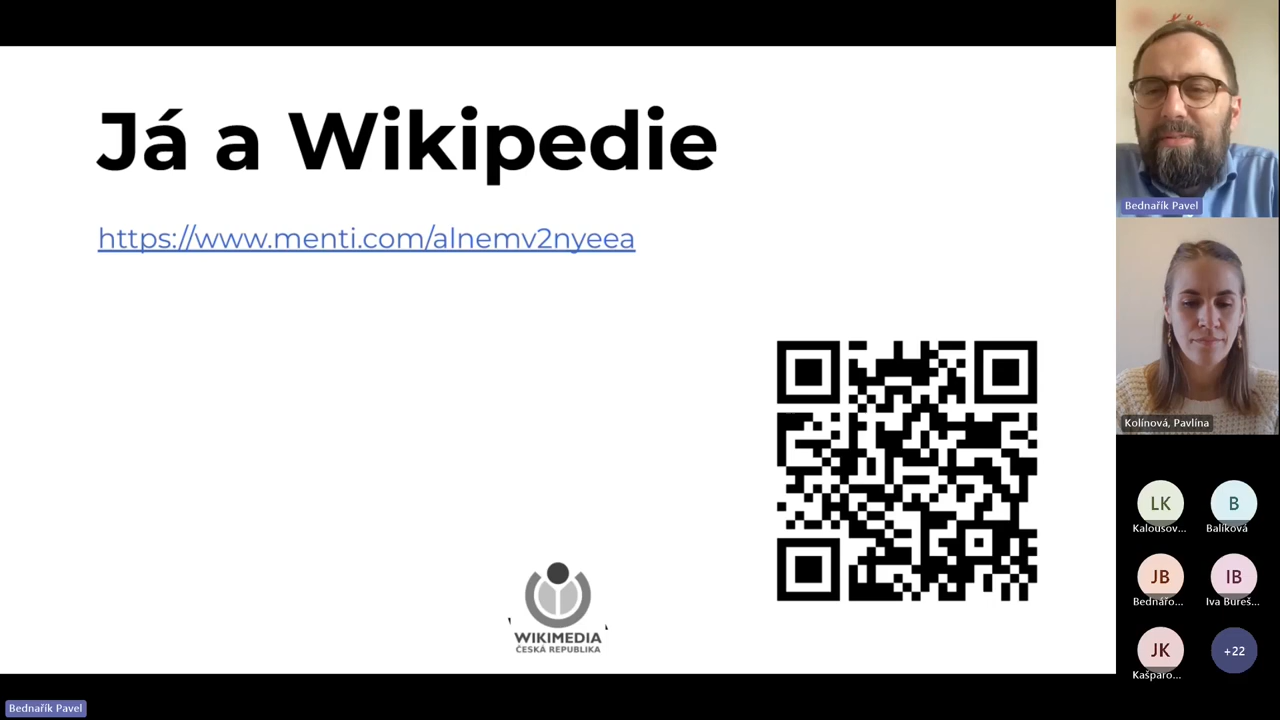 Já a Wikipedie
https://www.menti.com/alnemv2nyeea
WIKIMEDIA
ČESKÁ REPUBLIKA
Bednařík Pavel
Bednařík Pavel
Kolínová, Pavlína
LK
Kalousov...
B
Balíková
JB
Bednářo...
IB
Iva Bureš...
JK
Kašparo...
+22